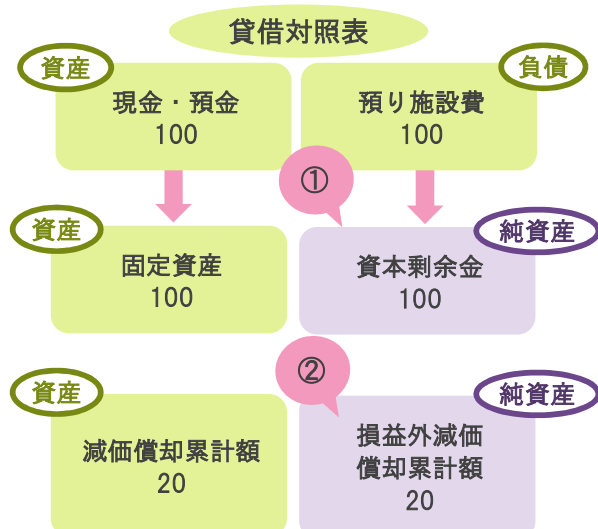 貸借対照表
資産
負債
現金・預金
100
預り施設費
100
①
資産
純資産
固定資産
100
資本剰余金
100
②
資産
純資産
減価償却累計額
20
損益外減価
償却累計額
20